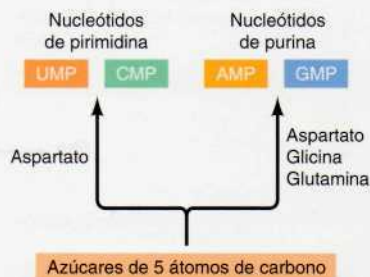 Nucleótidos
de pirimidina
Nucleótidos
de purina
UMP CMP AMP GMP
Aspartato
Aspartato
Glicina
Glutamina
Azúcares de 5 átomos de carbono